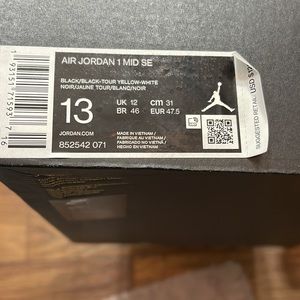 AIR JORDAN 1 MID SE
BLACK/BLACK-TOUR YELLOW-WHITE
NOIR/JAUNE TOUR/BLANC/NOIR
13
UK 12
cm 31
BR 46
EUR 47.5
JORDAN.COM
852542 071
MADE IN VIETNAM /
FABRIQUE AU VIETNAM /
FABRICADO NO VIETNÃ
HECHO EN VIETNAM
SUGGESTED RETAIL
USD